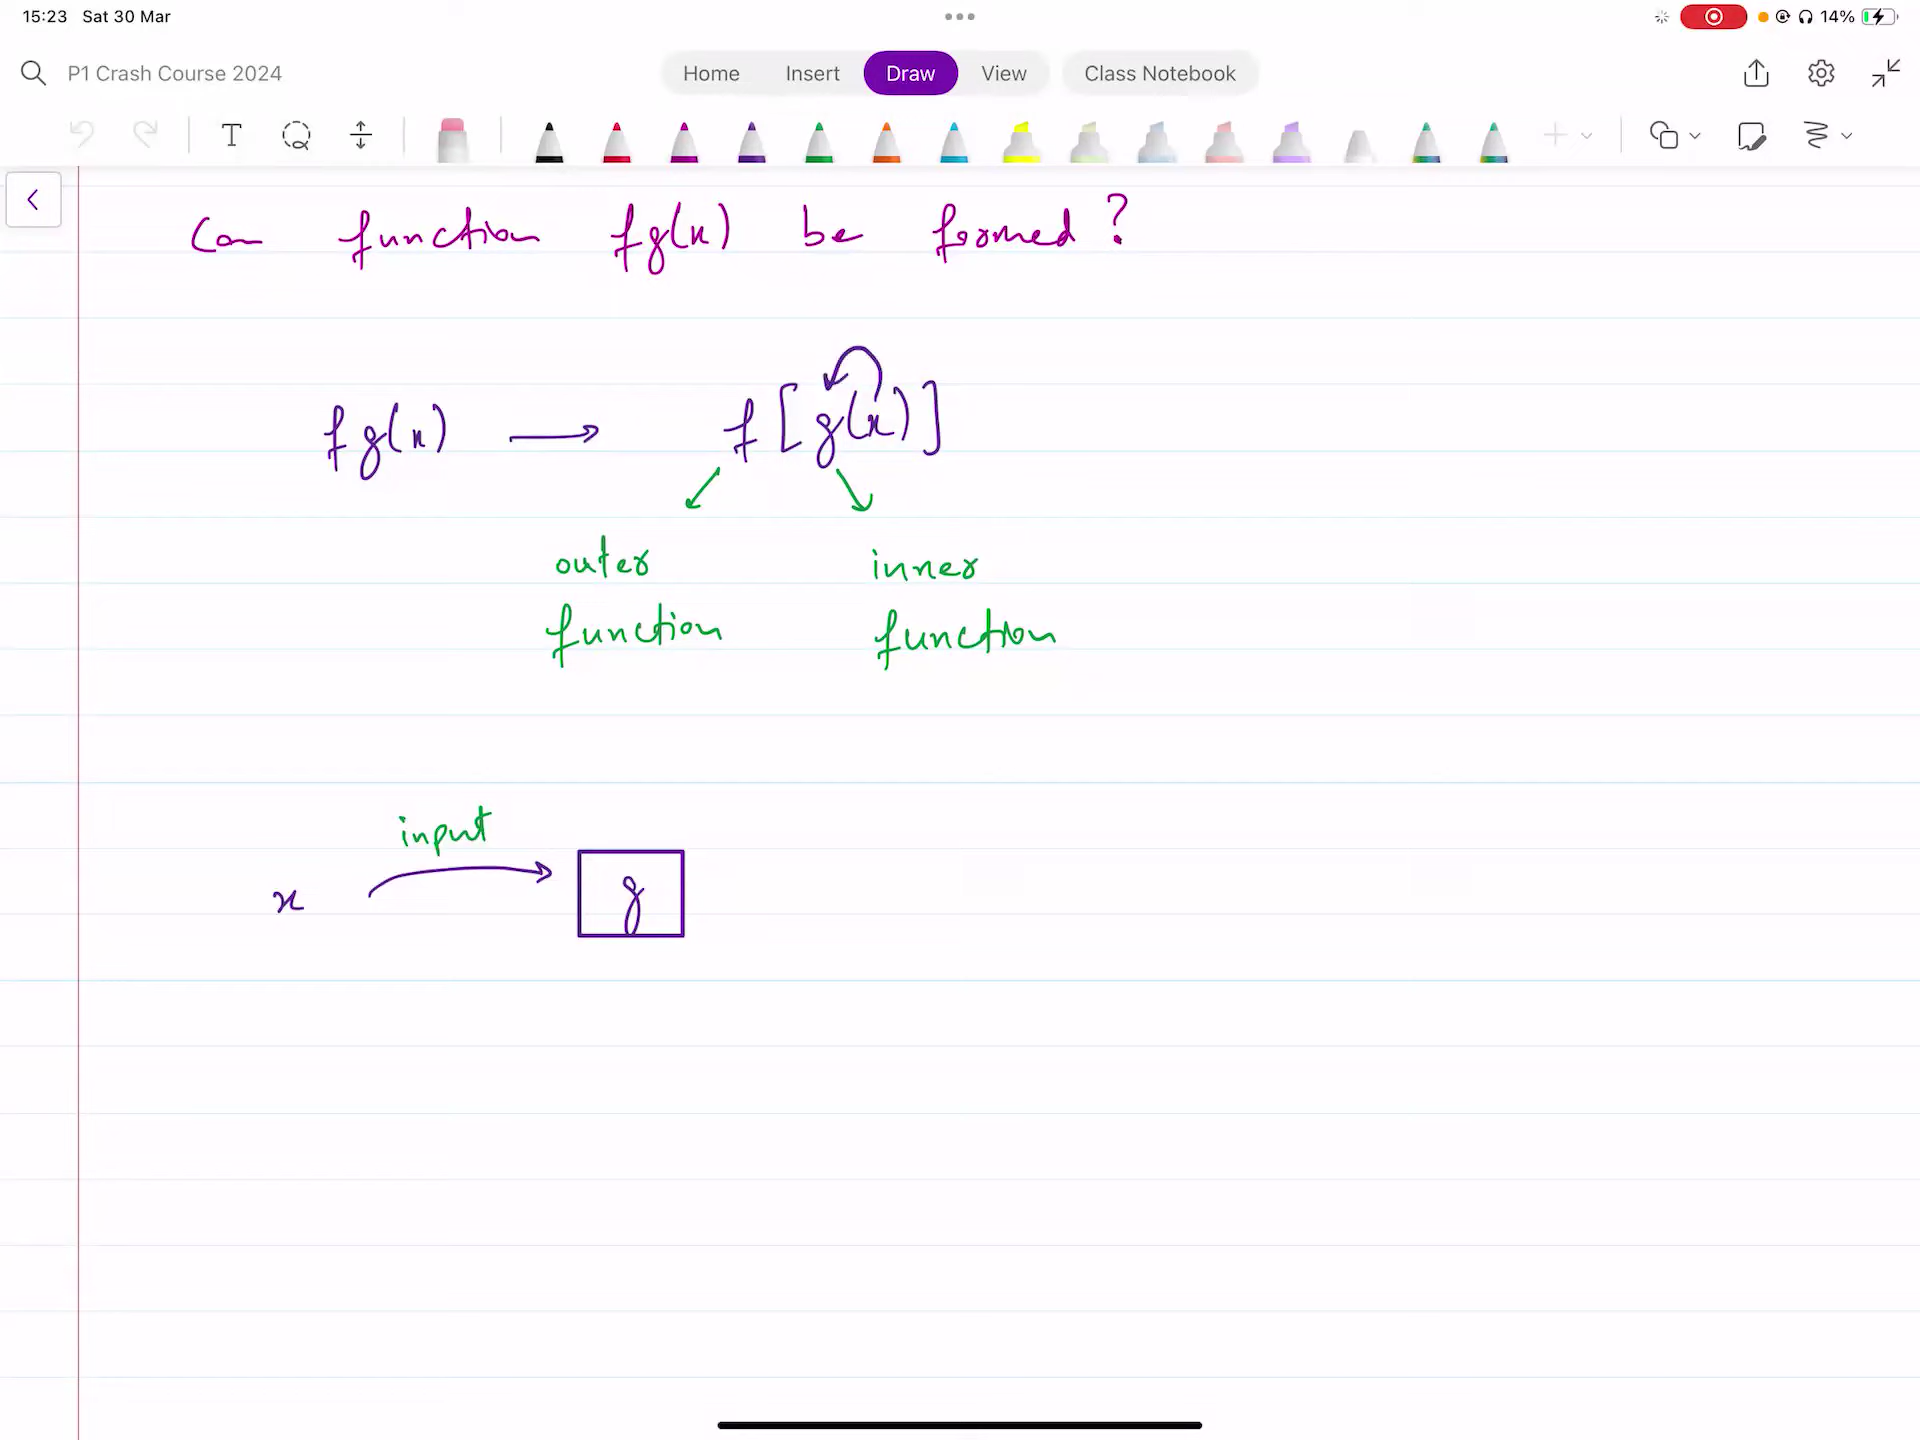 15:23 Sat 30 Mar 14%
P1 Crash Course 2024 Home Insert Draw View Class Notebook
T
Can function fg(x) be formed?
fg(x) → f[g(x)]
outer inner
function function
input
x g